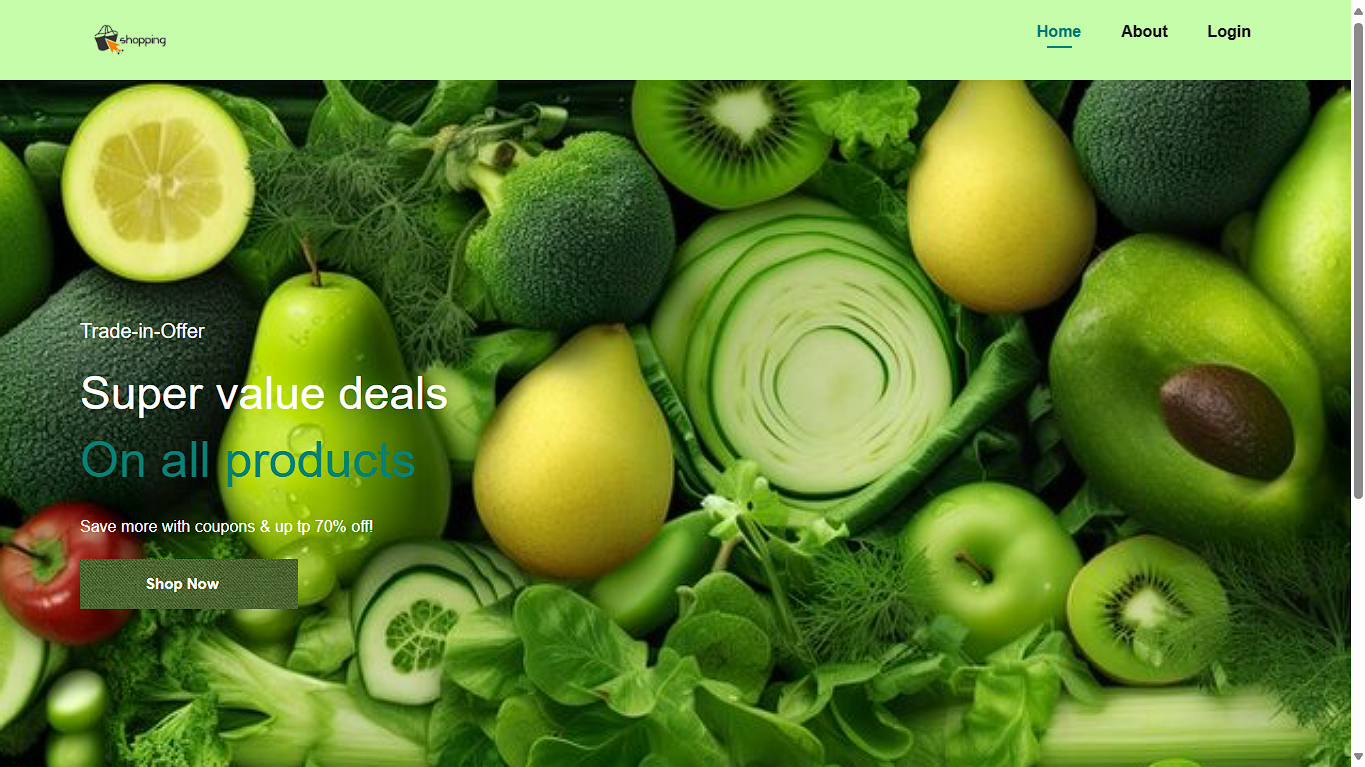 shopping
Home About Login
Trade-in-Offer
Super value deals
On all products
Save more with coupons & up tp 70% off!
Shop Now